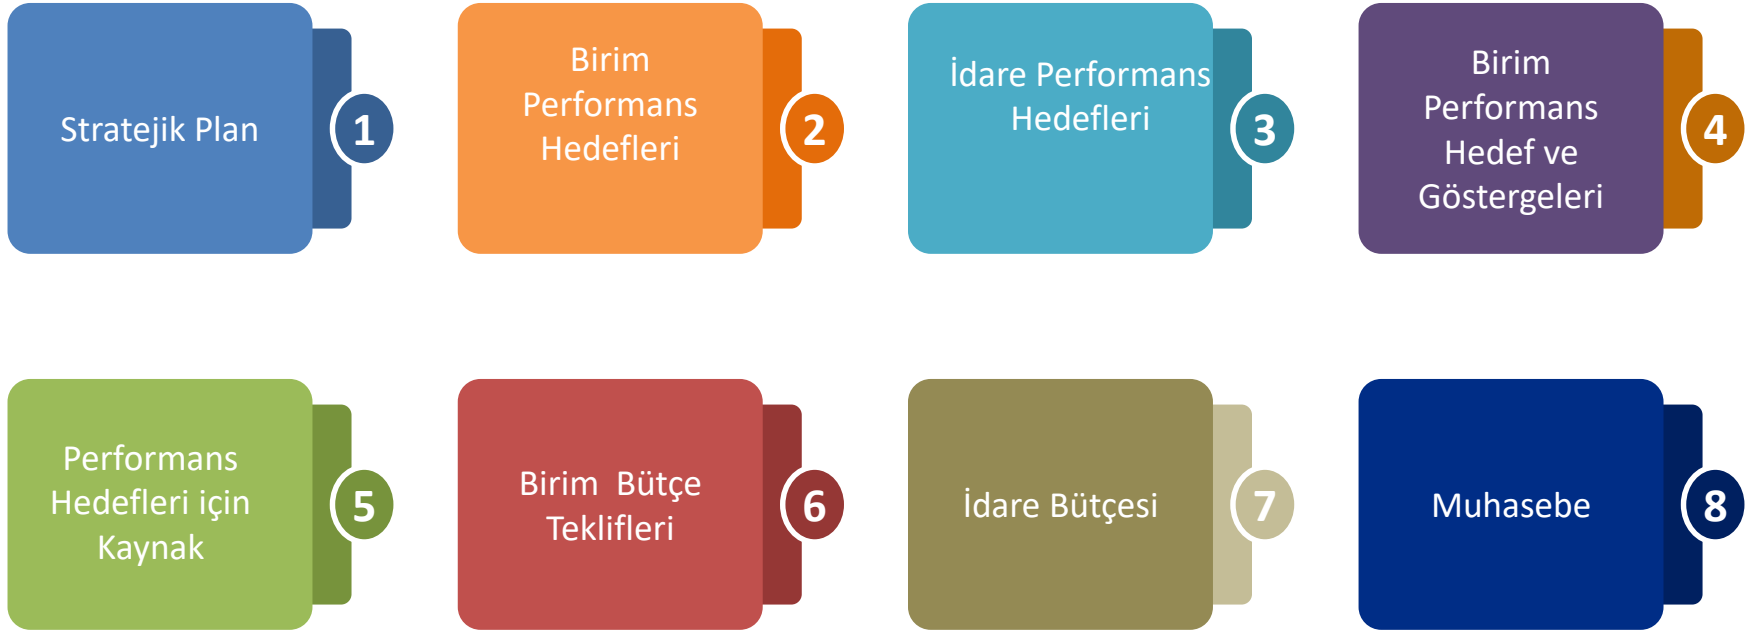 Stratejik Plan
1
Birim
Performans
Hedefleri
2
İdare Performans
Hedefleri
3
Birim
Performans
Hedef ve
Göstergeleri
4
Performans
Hedefleri için
Kaynak
5
Birim  Bütçe
Teklifleri
6
İdare Bütçesi
7
Muhasebe
8